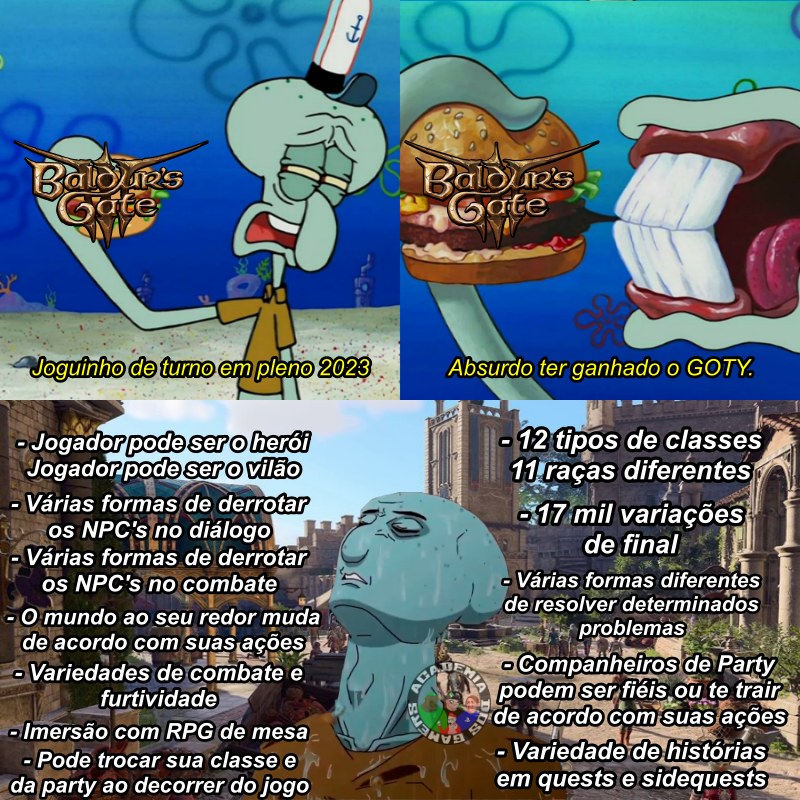 Baldur's
Gate
Joguinho de turno em pleno 2023
Baldur's
Gate
Absurdo ter ganhado o GOTY.
- Jogador pode ser o herói
Jogador pode ser o vilão
- Várias formas de derrotar
os NPC's no diálogo
- Várias formas de derrotar
os NPC's no combate
- O mundo ao seu redor muda
de acordo com suas ações
- Variedades de combate e
furtividade
- Imersão com RPG de mesa
- Pode trocar sua classe e
da party ao decorrer do jogo
- 12 tipos de classes
11 raças diferentes
- 17 mil variações
de final
- Várias formas diferentes
de resolver determinados
problemas
- Companheiros de Party
podem ser fiéis ou te trair
de acordo com suas ações
- Variedade de histórias
em quests e sidequests
ACADEMIA DOS GAMERS